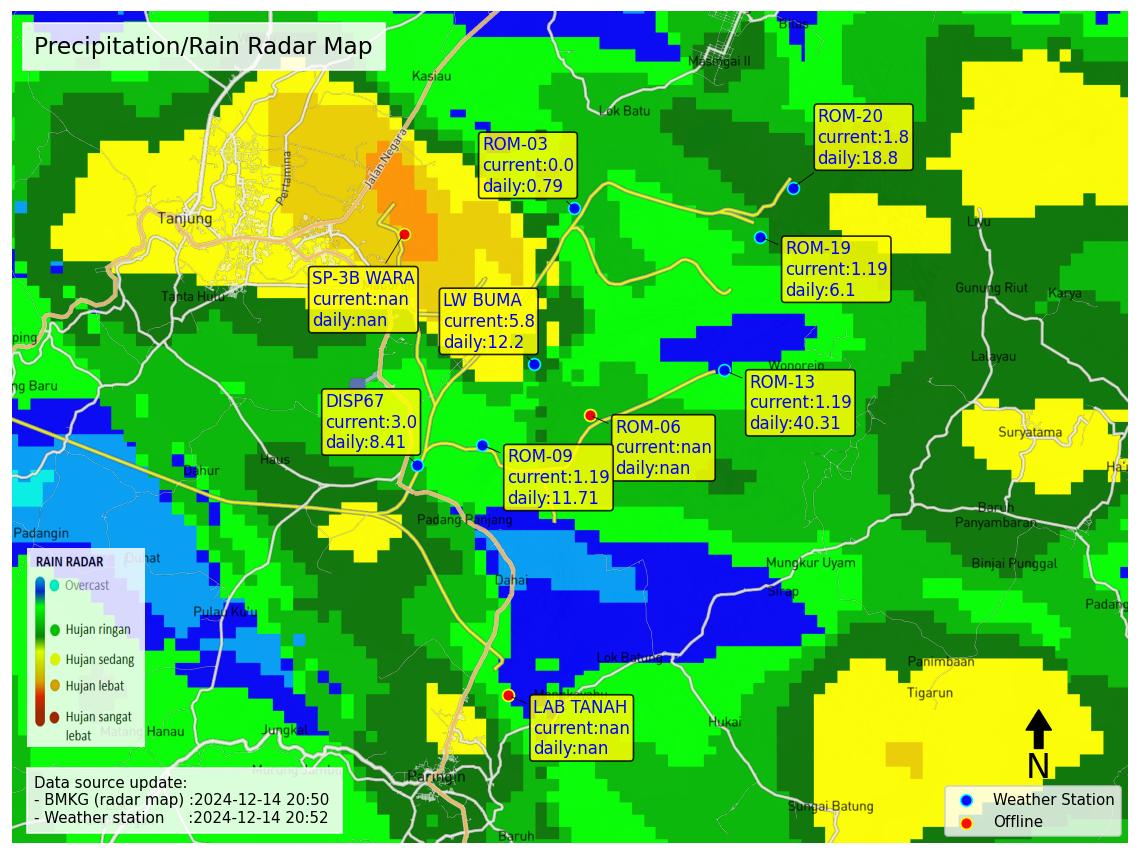 Precipitation/Rain Radar Map
Kasiau
Masingai II
Lok Batu
ROM-20
current:1.8
daily:18.8
ROM-03
current:0.0
daily:0.79
Jalan Negara
Pertamina
Tanjung
Liyu
ROM-19
current:1.19
daily:6.1
SP-3B WARA
current:nan
daily:nan
LW BUMA
current:5.8
daily:12.2
Tanta Hulu
Gunung Riut
Karya
ping
Lalayau
Wonorejo
ng Baru
ROM-13
current:1.19
daily:40.31
DISP67
current:3.0
daily:8.41
ROM-06
current:nan
daily:nan
Suryatama
ROM-09
current:1.19
daily:11.71
Haus
Dahur
Ha'u
Baruh
Panyambaran
Padang Panjang
Padangin
Mungkur Uyam
Binjai Punggal
RAIN RADAR
Overcast
Hujan ringan
Hujan sedang
Hujan lebat
Hujan sangat
lebat
Dahai
Sirap
Padang
Pulau Ku'u
Lok Batung
Panimbaan
Tigarun
LAB TANAH
current:nan
daily:nan
Hukai
Matang Hanau
Jungkal
Paringin
N
Data source update:
- BMKG (radar map) :2024-12-14 20:50
- Weather station :2024-12-14 20:52
Sungai Batung
Weather Station
Offline
Baruh